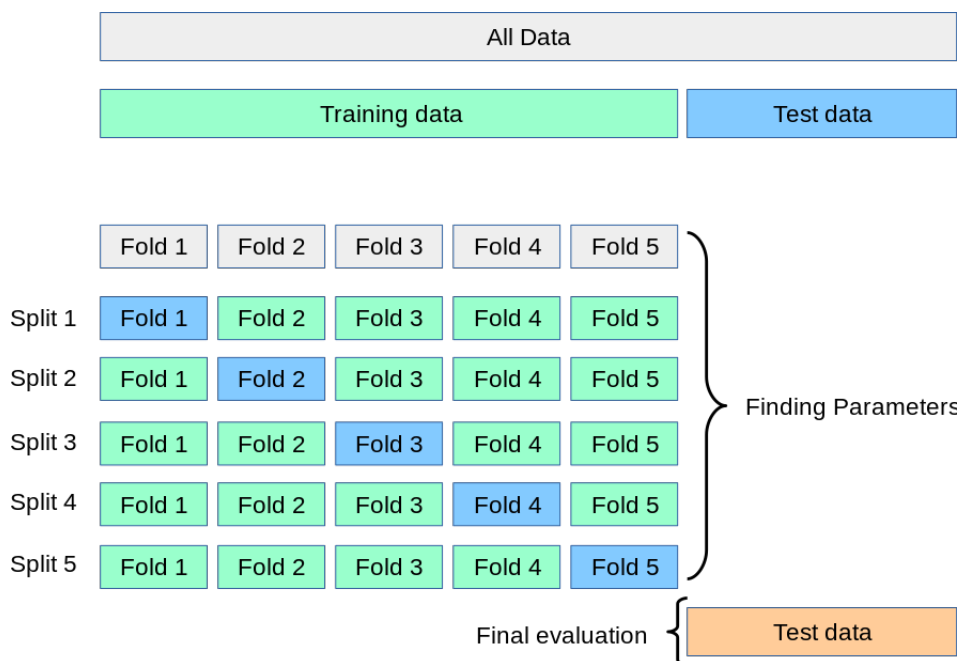 All Data
Training data Test data
Fold 1 Fold 2 Fold 3 Fold 4 Fold 5
Split 1 Fold 1 Fold 2 Fold 3 Fold 4 Fold 5
Split 2 Fold 1 Fold 2 Fold 3 Fold 4 Fold 5
Finding Parameters
Split 3 Fold 1 Fold 2 Fold 3 Fold 4 Fold 5
Split 4 Fold 1 Fold 2 Fold 3 Fold 4 Fold 5
Split 5 Fold 1 Fold 2 Fold 3 Fold 4 Fold 5
Final evaluation Test data